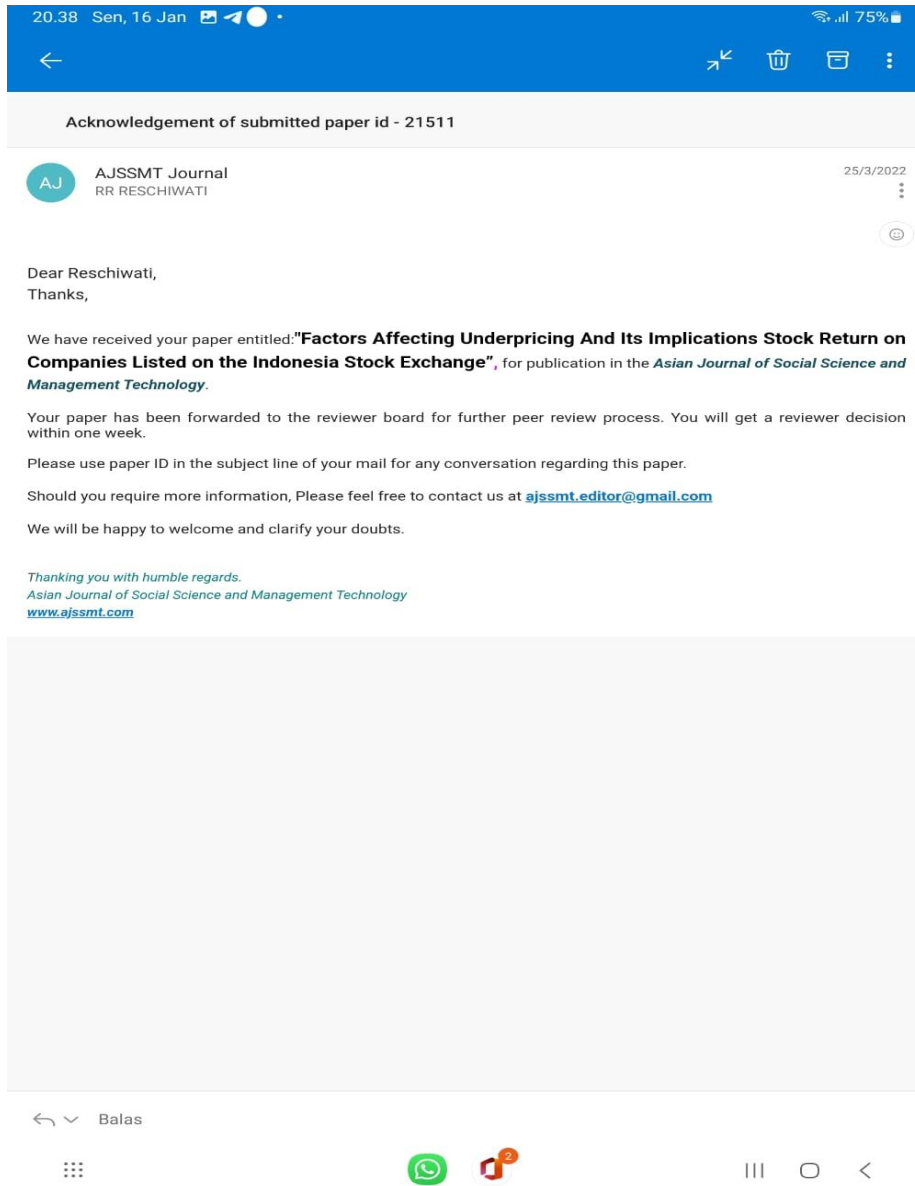 20.38 Sen, 16 Jan
75%
Acknowledgement of submitted paper id - 21511
AJ
AJSSMT Journal
RR RESCHIWATI
25/3/2022
Dear Reschiwati,
Thanks,
We have received your paper entitled:"Factors Affecting Underpricing And Its Implications Stock Return on
Companies Listed on the Indonesia Stock Exchange", for publication in the Asian Journal of Social Science and
Management Technology.
Your paper has been forwarded to the reviewer board for further peer review process. You will get a reviewer decision
within one week.
Please use paper ID in the subject line of your mail for any conversation regarding this paper.
Should you require more information, Please feel free to contact us at ajssmt.editor@gmail.com
We will be happy to welcome and clarify your doubts.
Thanking you with humble regards.
Asian Journal of Social Science and Management Technology
www.ajssmt.com
Balas
2